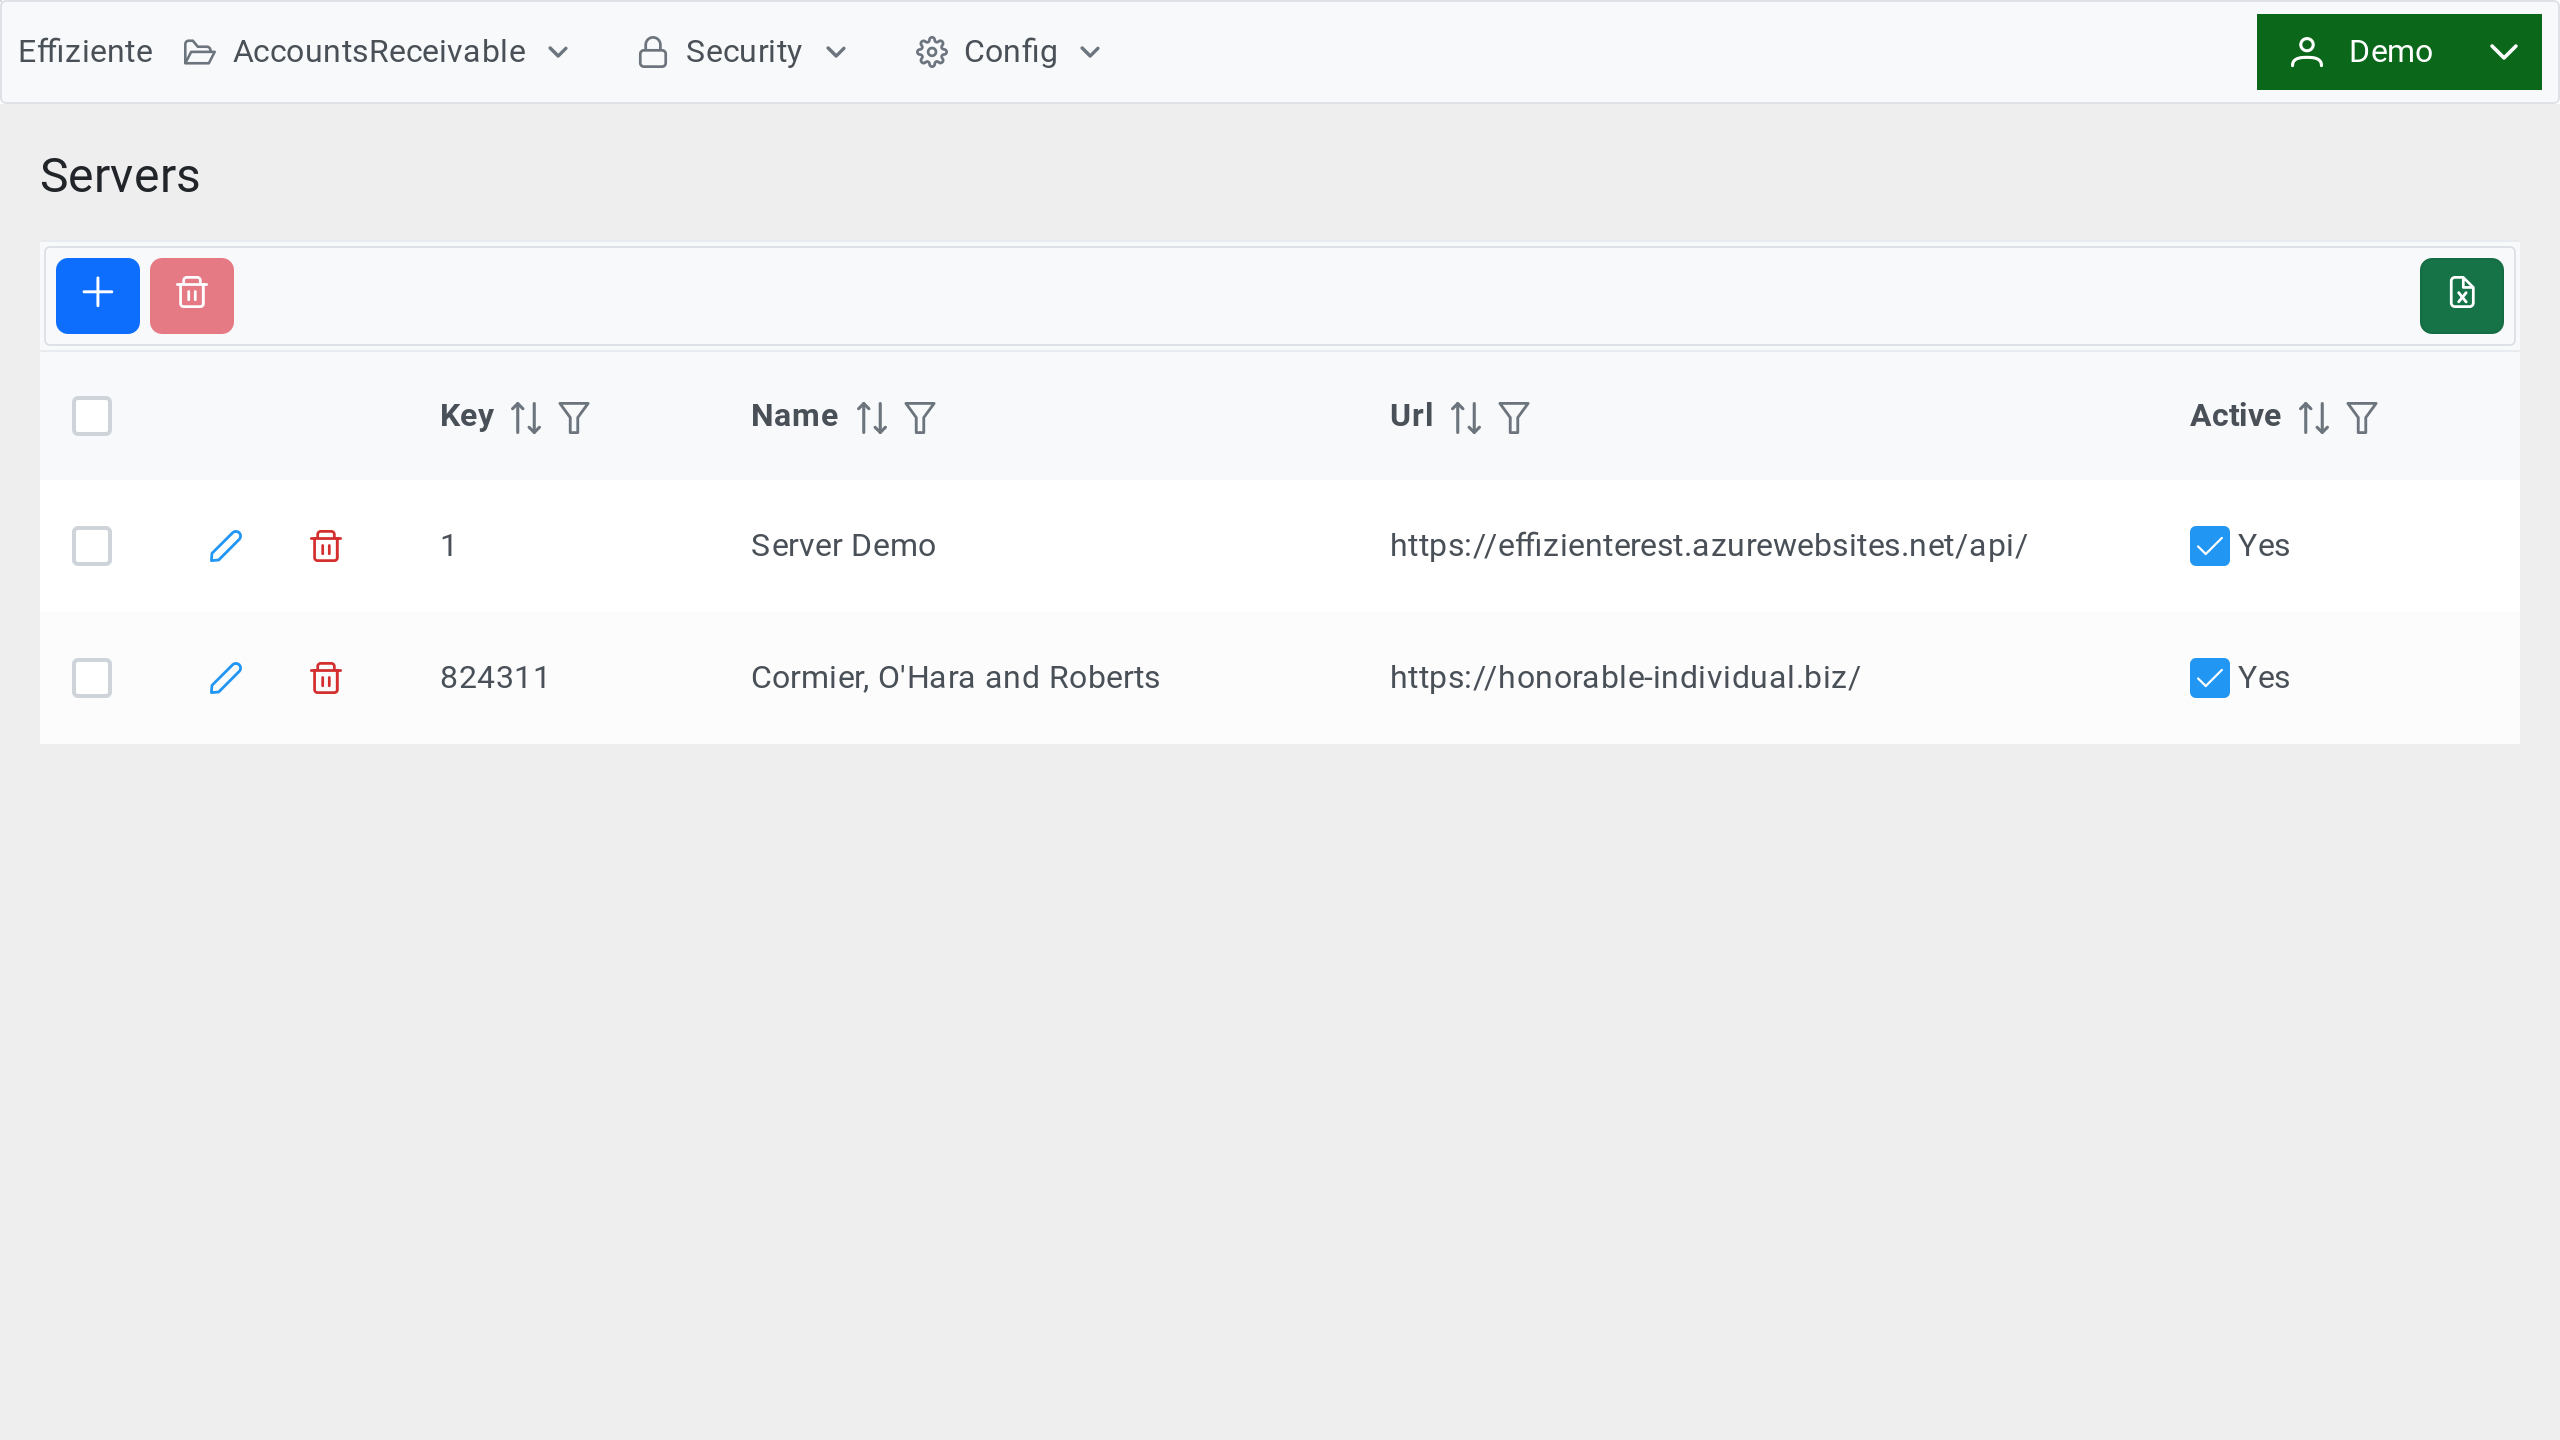 Effiziente AccountsReceivable Security Config Demo
Servers
Key Name Url Active
1 Server Demo https://effizienterest.azurewebsites.net/api/ Yes
824311 Cormier, O'Hara and Roberts https://honorable-individual.biz/ Yes